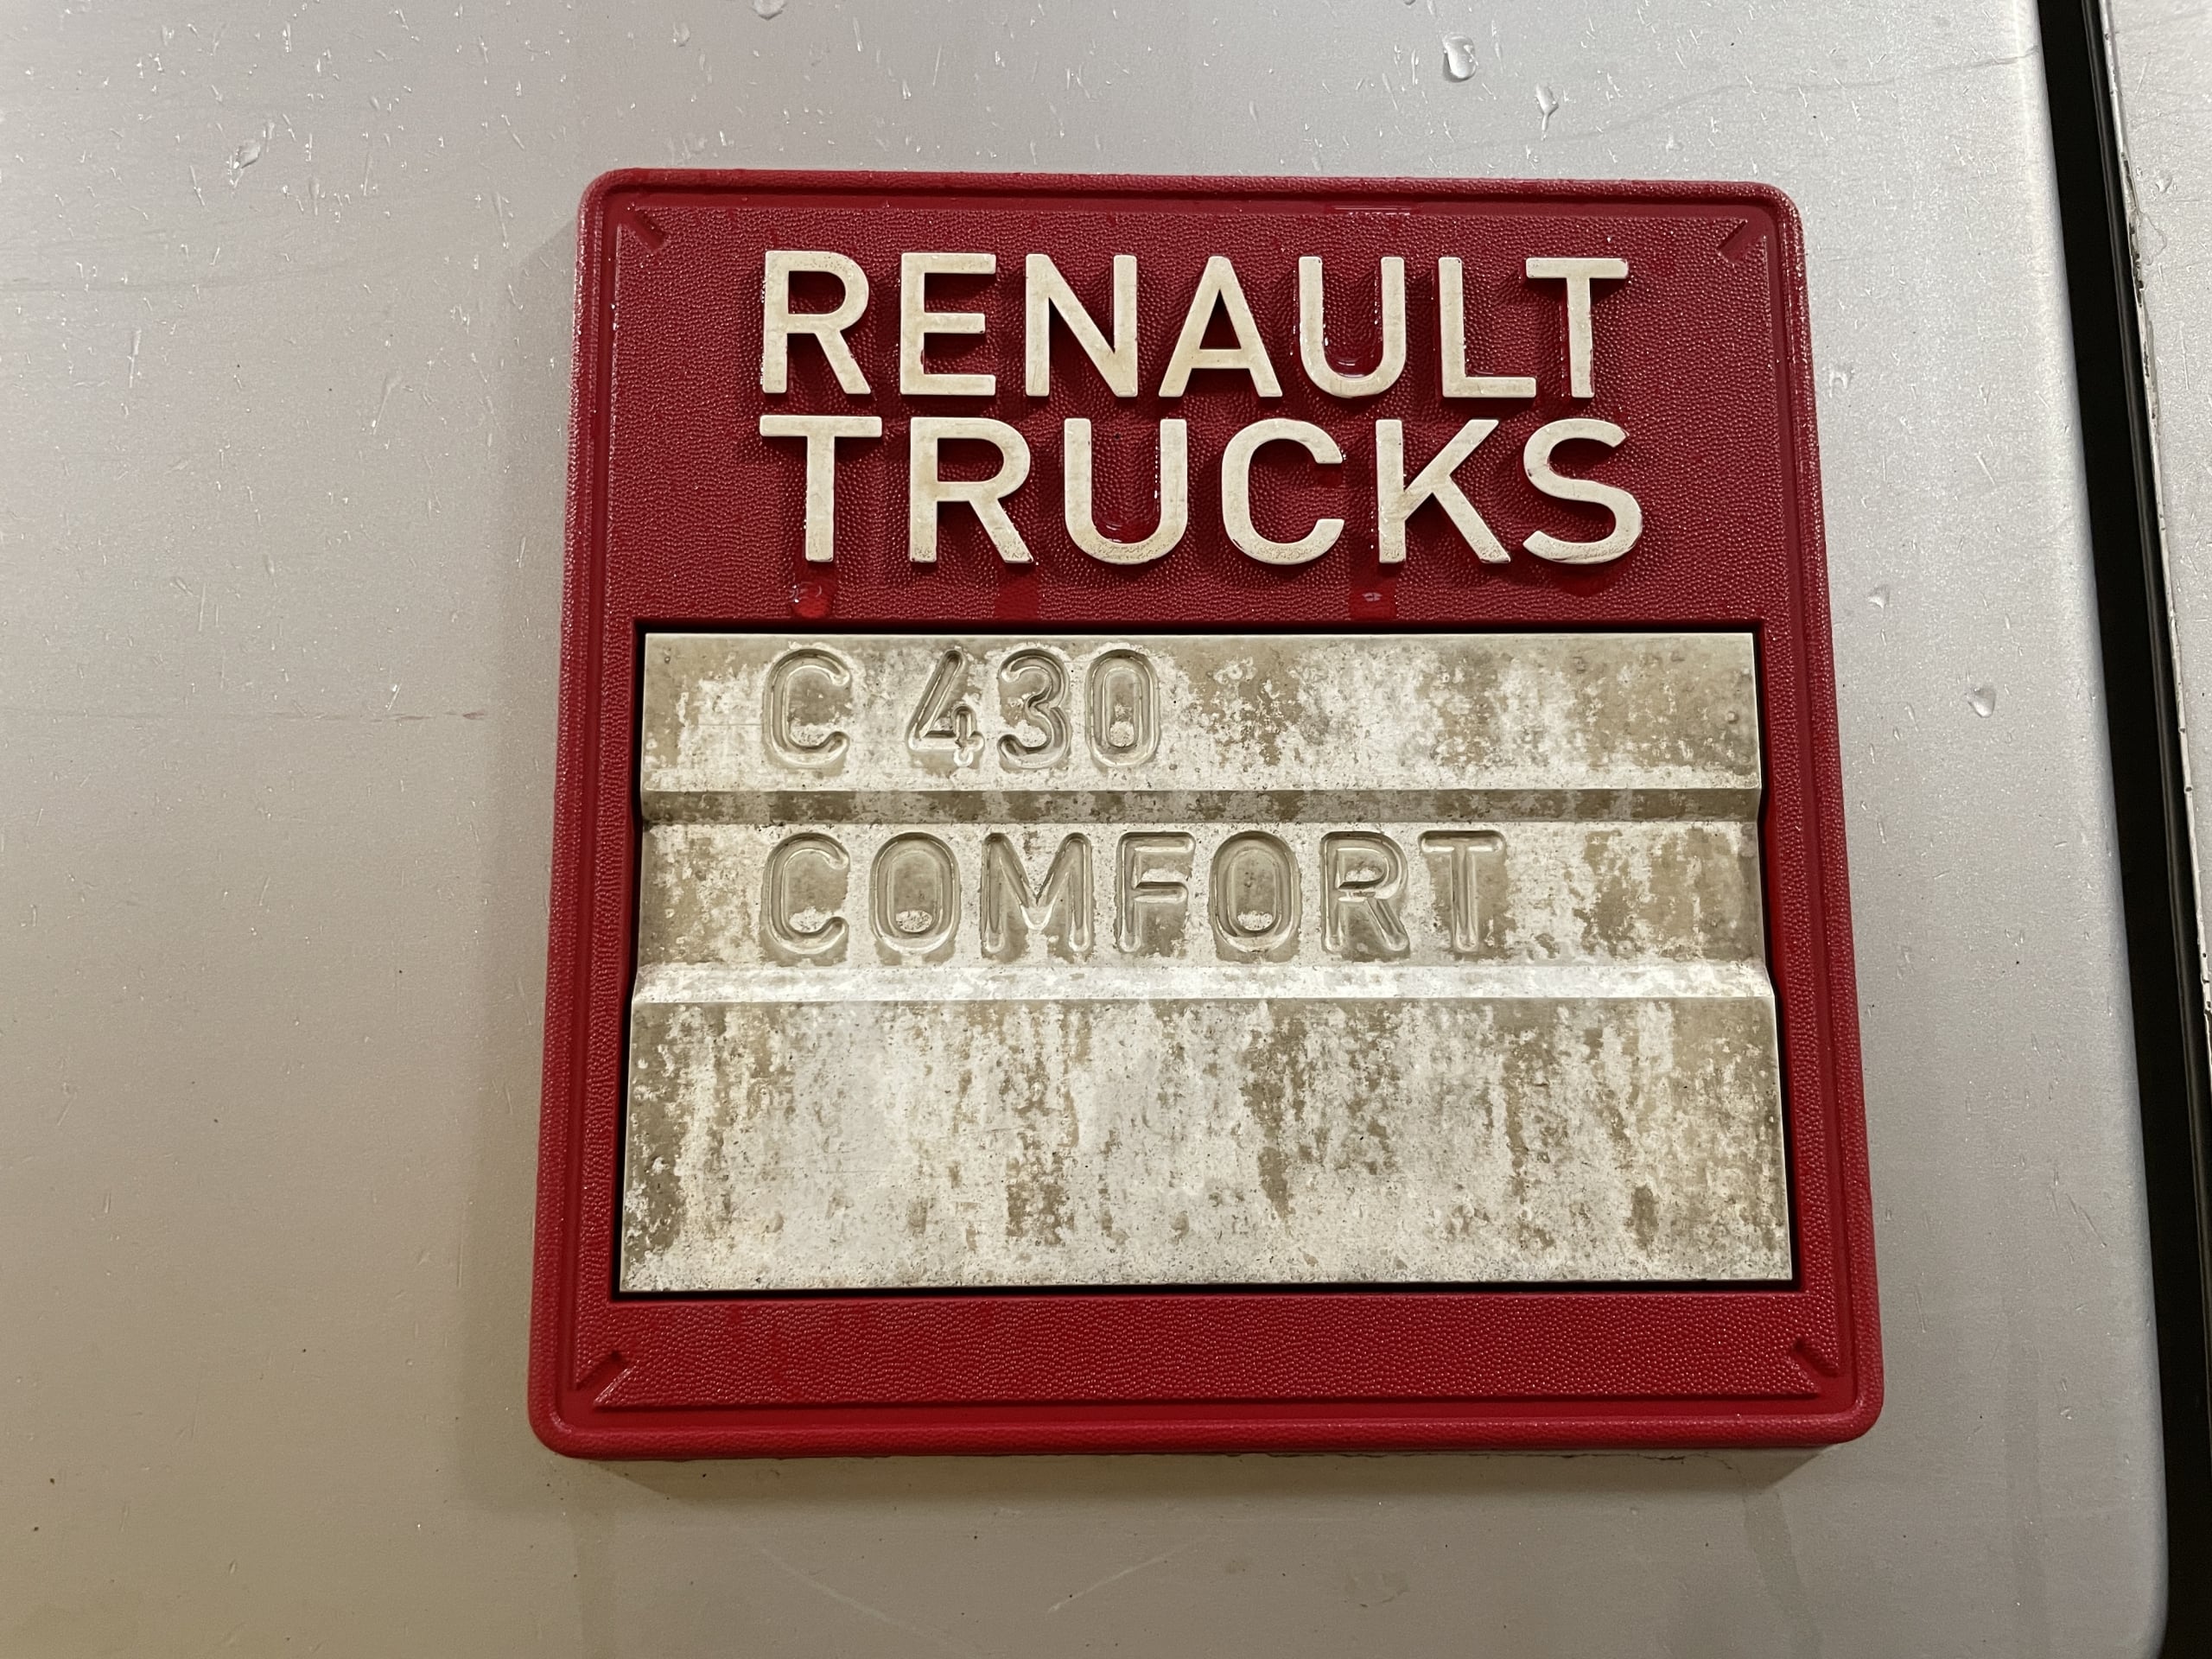 RENAULT
TRUCKS
C 430
COMFORT